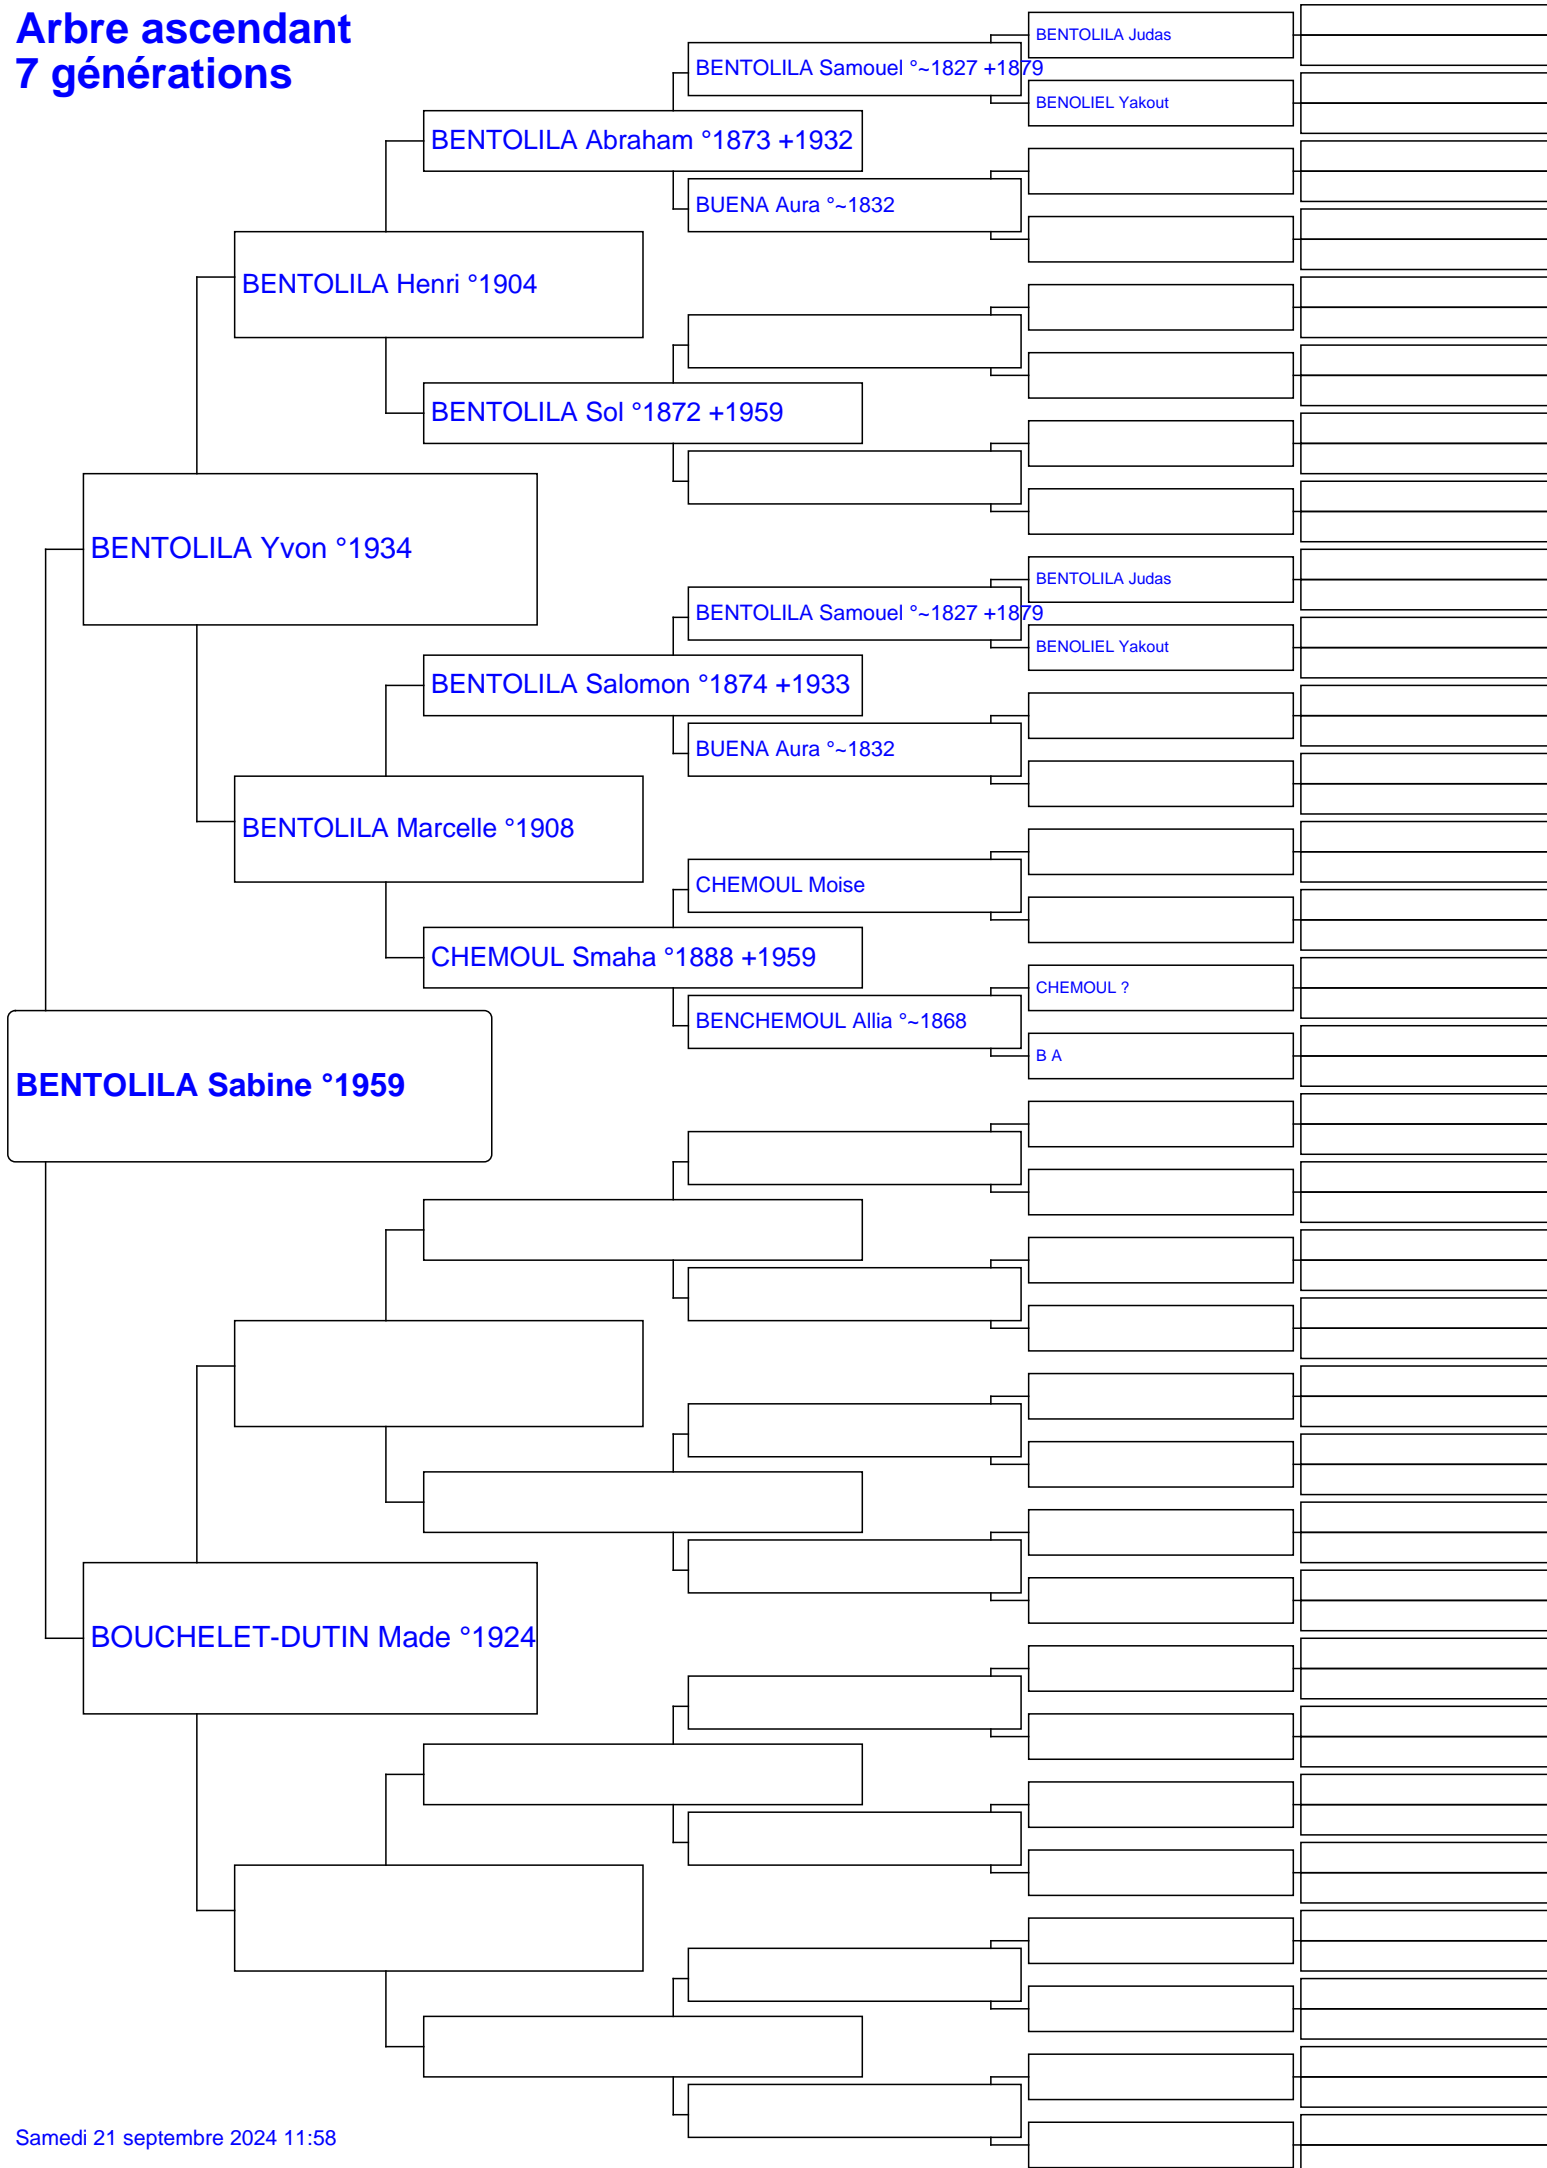 Arbre ascendant
7 générations
BENTOLILA Judas
BENTOLILA Samouel °~1827 +1879
BENOLIEL Yakout
BENTOLILA Abraham °1873 +1932
BUENA Aura °~1832
BENTOLILA Henri °1904
BENTOLILA Sol °1872 +1959
BENTOLILA Yvon °1934
BENTOLILA Judas
BENTOLILA Samouel °~1827 +1879
BENOLIEL Yakout
BENTOLILA Salomon °1874 +1933
BUENA Aura °~1832
BENTOLILA Marcelle °1908
CHEMOUL Moise
CHEMOUL Smaha °1888 +1959
CHEMOUL ?
BENCHEMOUL Allia °~1868
B A
BENTOLILA Sabine °1959
BOUCHELET-DUTIN Made °1924
Samedi 21 septembre 2024 11:58